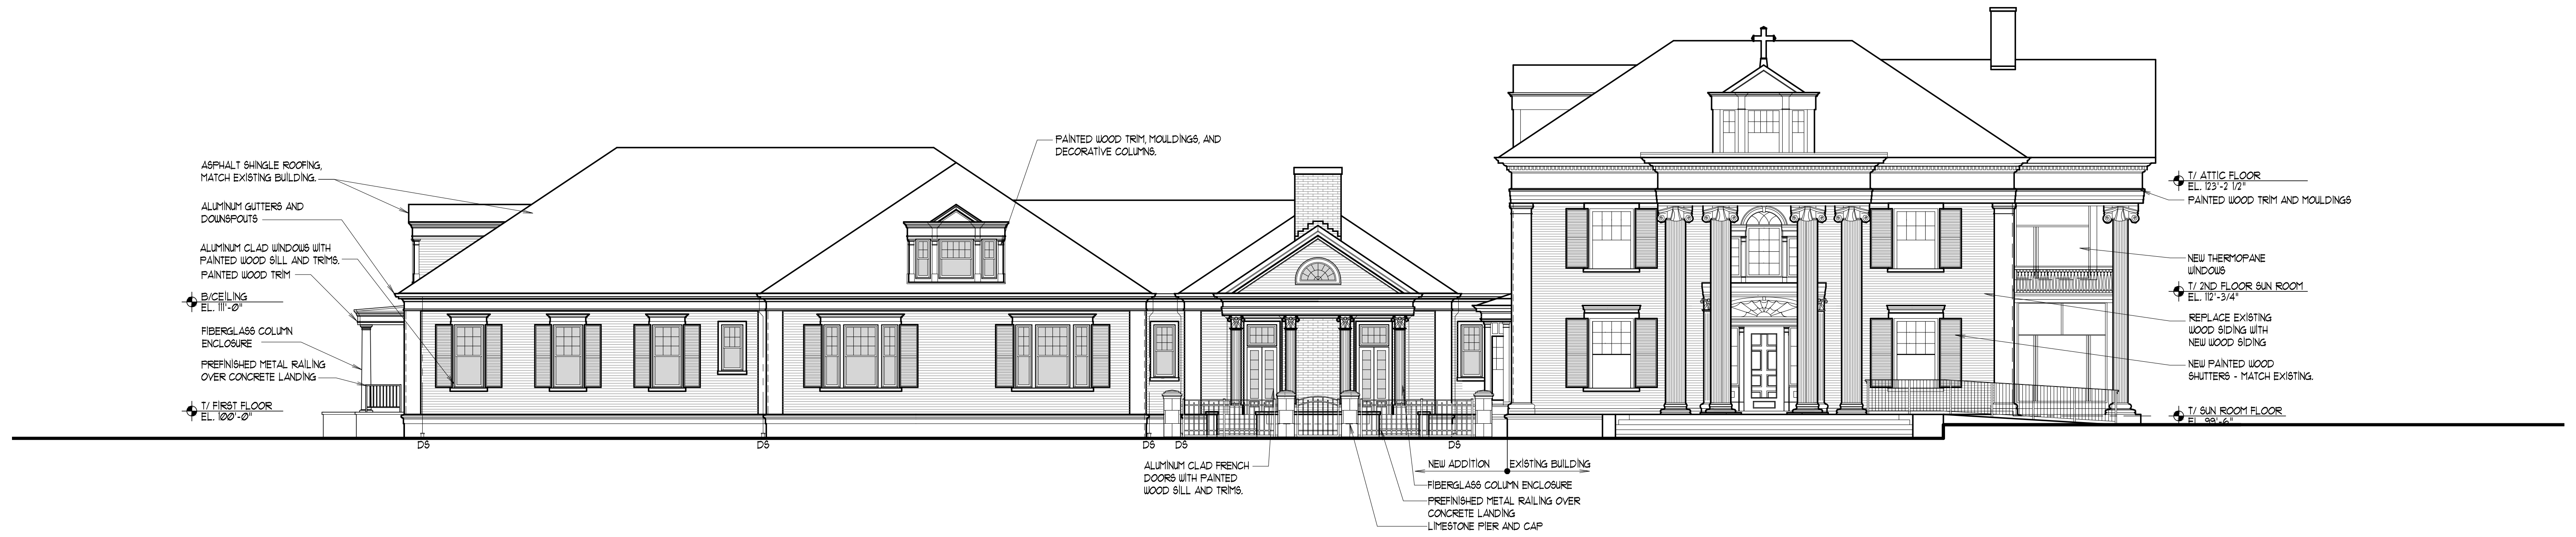 ASPHALT SHINGLE ROOFING,
MATCH EXISTING BUILDING.
ALUMINUM GUTTERS AND
DOWNSPOUTS
ALUMINUM CLAD WINDOWS WITH
PAINTED WOOD SILL AND TRIMS.
PAINTED WOOD TRIM
B/CEILING
EL. 111'-0"
FIBERGLASS COLUMN
ENCLOSURE
PREFINISHED METAL RAILING
OVER CONCRETE LANDING
T/ FIRST FLOOR
EL. 100'-0"
PAINTED WOOD TRIM, MOULDINGS, AND
DECORATIVE COLUMNS.
DS
DS
DS
DS
DS
ALUMINUM CLAD FRENCH
DOORS WITH PAINTED
WOOD SILL AND TRIMS.
NEW ADDITION
EXISTING BUILDING
FIBERGLASS COLUMN ENCLOSURE
PREFINISHED METAL RAILING OVER
CONCRETE LANDING
LIMESTONE PIER AND CAP
T/ ATTIC FLOOR
EL. 123'-2 1/2"
PAINTED WOOD TRIM AND MOULDINGS
NEW THERMOPANE
WINDOWS
T/ 2ND FLOOR SUN ROOM
EL. 112'-3/4"
REPLACE EXISTING
WOOD SIDING WITH
NEW WOOD SIDING
NEW PAINTED WOOD
SHUTTERS - MATCH EXISTING.
T/ SUN ROOM FLOOR
EL. 99'-6"